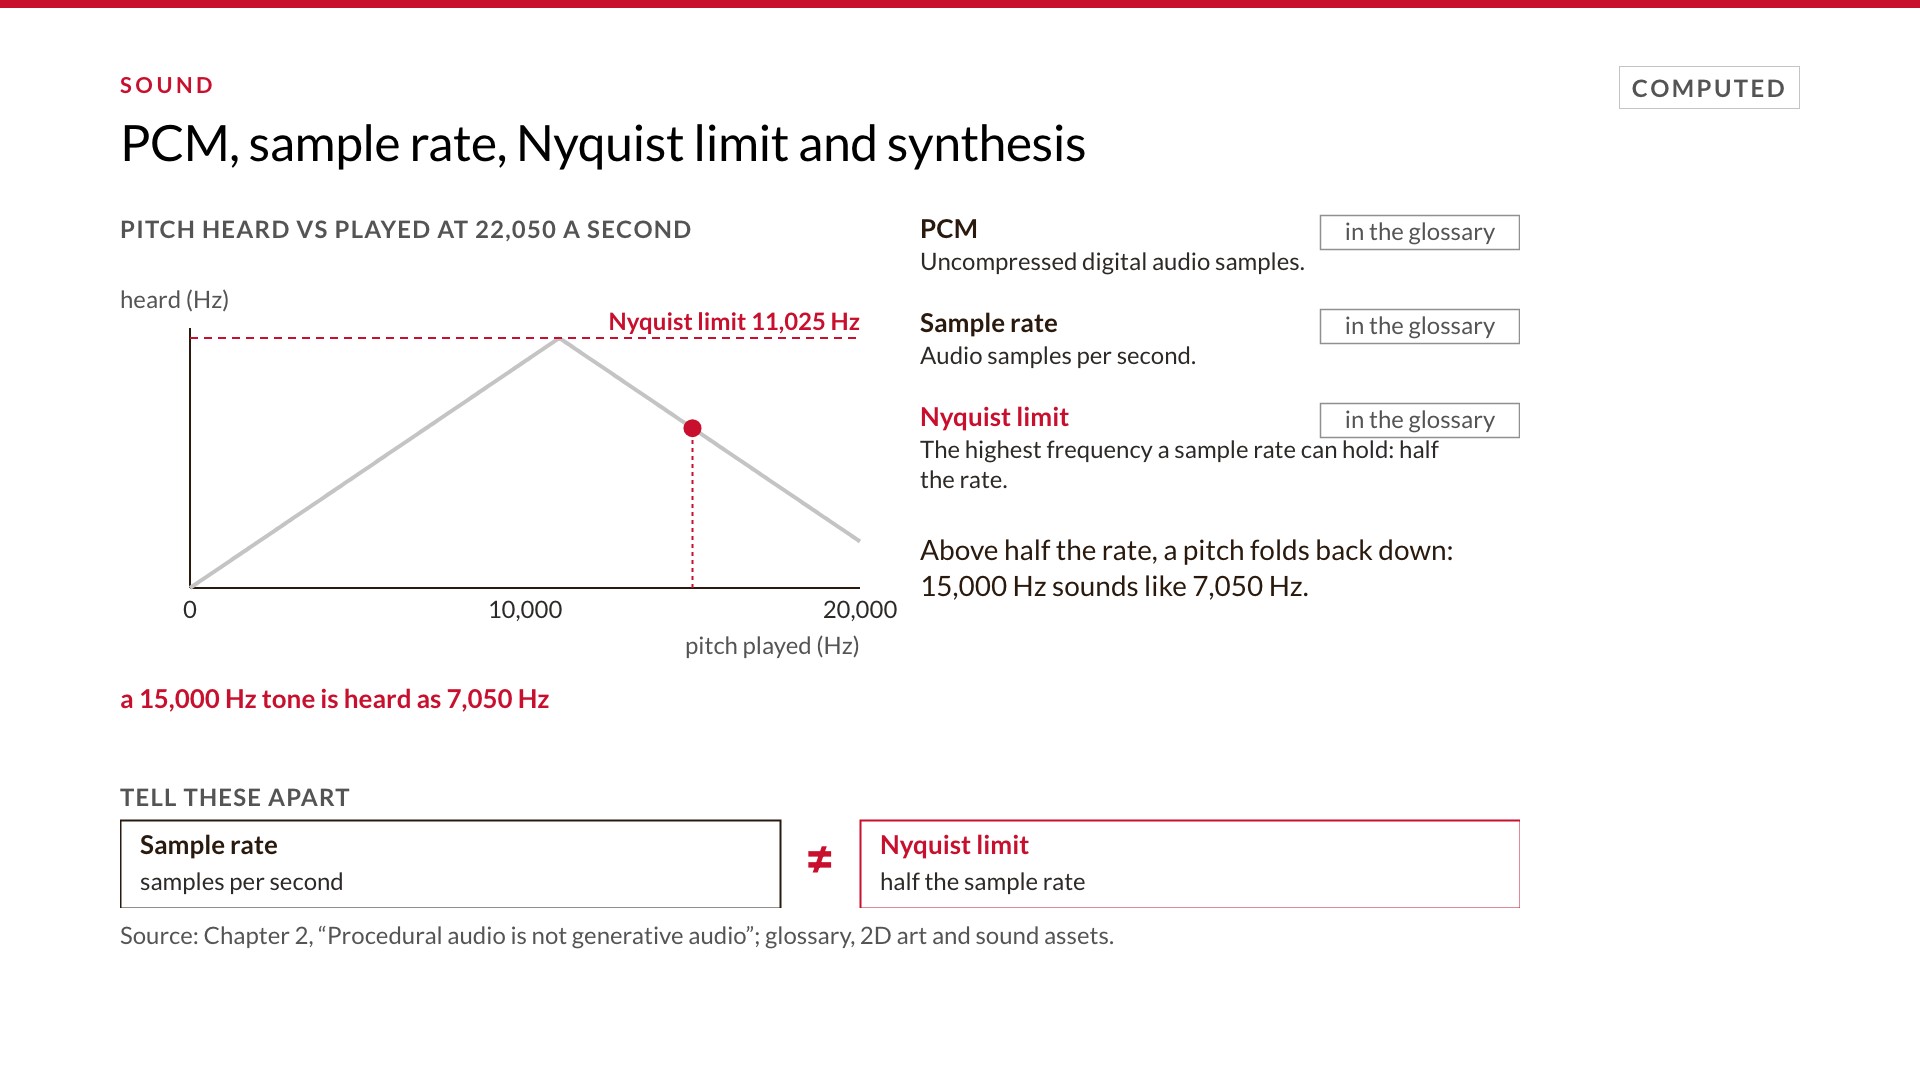 SOUND
COMPUTED
PCM, sample rate, Nyquist limit and synthesis
PITCH HEARD VS PLAYED AT 22,050 A SECOND
heard (Hz)
Nyquist limit 11,025 Hz
0
10,000
20,000
pitch played (Hz)
a 15,000 Hz tone is heard as 7,050 Hz
PCM
in the glossary
Uncompressed digital audio samples.
Sample rate
in the glossary
Audio samples per second.
Nyquist limit
in the glossary
The highest frequency a sample rate can hold: half
the rate.
Above half the rate, a pitch folds back down:
15,000 Hz sounds like 7,050 Hz.
TELL THESE APART
Sample rate
samples per second
≠
Nyquist limit
half the sample rate
Source: Chapter 2, “Procedural audio is not generative audio”; glossary, 2D art and sound assets.